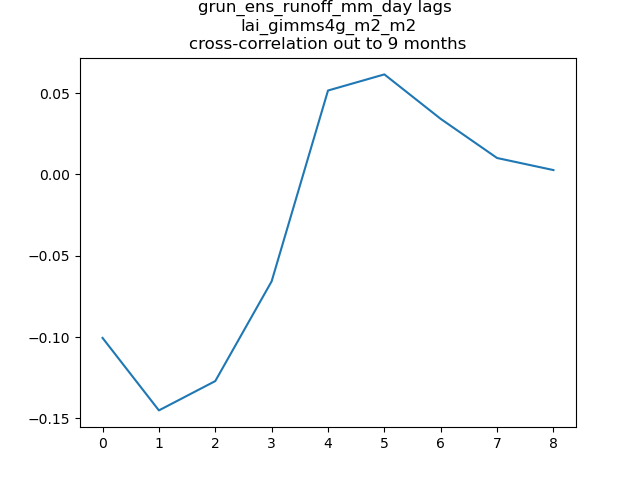 grun_ens_runoff_mm_day lags
lai_gimms4g_m2_m2
cross-correlation out to 9 months
0.05
0.00
−0.05
−0.10
−0.15
0 1 2 3 4 5 6 7 8